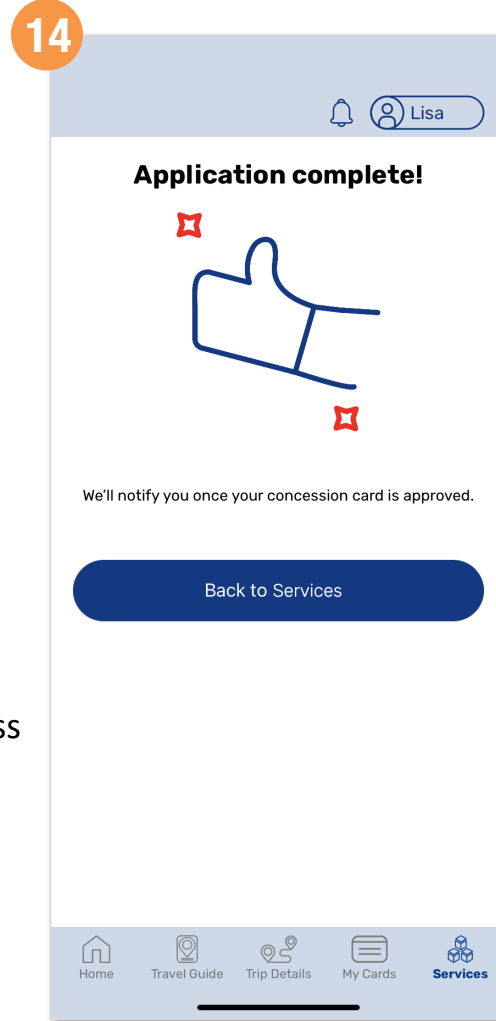 14
Lisa
Application complete!
We'll notify you once your concession card is approved.
Back to Services
ss
Home
Travel Guide
Trip Details
My Cards
Services